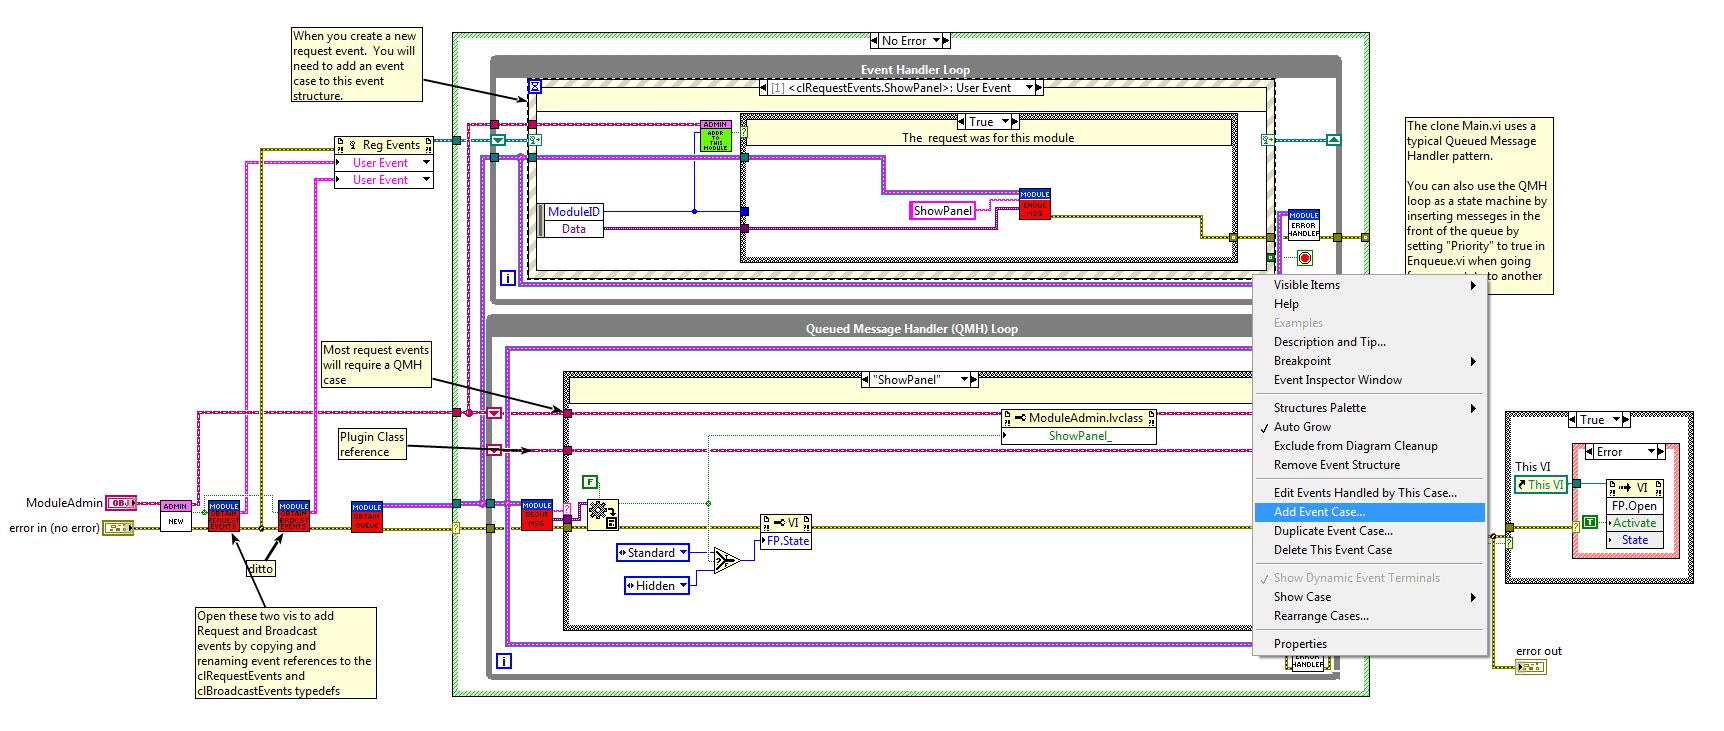 When you create a new
request event.  You will
need to add an event
case to this event
structure.
No Error
Event Handler Loop
[1] <clRequestEvents.ShowPanel>: User Event
ADMIN
ADDR
TO
THIS
MODULE
True
The  request was for this module
Reg Events
User Event
User Event
ModuleID
Data
ShowPanel
MODULE
ENQUE
MSG
MODULE
ERROR
HANDLER
i
The clone Main.vi uses a
typical Queued Message
Handler pattern.
You can also use the QMH
loop as a state machine by
inserting messeges in the
front of the queue by
setting "Priority" to true in
Enqueue.vi when going
to another
Queued Message Handler (QMH) Loop
Most request events
will require a QMH
case
"ShowPanel"
ModuleAdmin.lvclass
ShowPanel_
Plugin Class
reference
F
ModuleAdmin
OBJ
error in (no error)
ADMIN
NEW
MODULE
OBTAIN
REQUEST
EVENTS
MODULE
OBTAIN
BRDCST
EVENTS
MODULE
OBTAIN
QUEUE
MODULE
DEQUE
MSG
VI
FP.State
Standard
Hidden
ditto
Open these two vis to add
Request and Broadcast
events by copying and
renaming event references to the
clRequestEvents and
clBroadcastEvents typedefs
i
HANDLER
Visible Items
Help
Examples
Description and Tip...
Breakpoint
Event Inspector Window
Structures Palette
Auto Grow
Exclude from Diagram Cleanup
Remove Event Structure
Edit Events Handled by This Case...
Add Event Case...
Duplicate Event Case...
Delete This Event Case
Show Dynamic Event Terminals
Show Case
Rearrange Cases...
Properties
True
Error
This VI
This VI
VI
FP.Open
T
Activate
State
error out